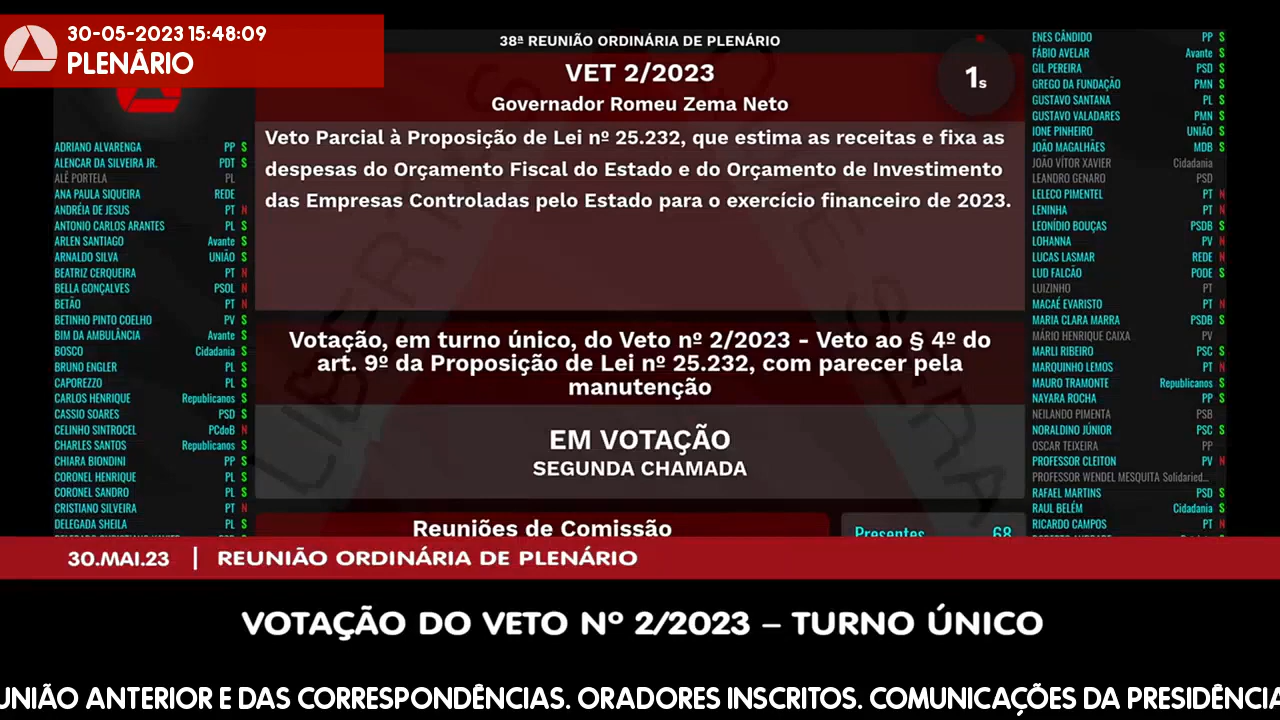 30-05-2023 15:48:09
PLENÁRIO
38ª REUNIÃO ORDINÁRIA DE PLENÁRIO
VET 2/2023
Governador Romeu Zema Neto
1s
Veto Parcial à Proposição de Lei nº 25.232, que estima as receitas e fixa as
despesas do Orçamento Fiscal do Estado e do Orçamento de Investimento
das Empresas Controladas pelo Estado para o exercício financeiro de 2023.
Votação, em turno único, do Veto nº 2/2023 - Veto ao § 4º do
art. 9º da Proposição de Lei nº 25.232, com parecer pela
manutenção
EM VOTAÇÃO
SEGUNDA CHAMADA
Reuniões de Comissão
Presentes 68
ADRIANO ALVARENGA PP S
ALENCAR DA SILVEIRA JR. PDT S
ALÊ PORTELA PL
ANA PAULA SIQUEIRA REDE
ANDRÉIA DE JESUS PT N
ANTONIO CARLOS ARANTES PL S
ARLEN SANTIAGO Avante S
ARNALDO SILVA UNIÃO S
BEATRIZ CERQUEIRA PT N
BELLA GONÇALVES PSOL N
BETÃO PT N
BETINHO PINTO COELHO PV S
BIM DA AMBULÂNCIA Avante S
BOSCO Cidadania S
BRUNO ENGLER PL S
CAPOREZZO PL S
CARLOS HENRIQUE Republicanos S
CASSIO SOARES PSD S
CELINHO SINTROCEL PCdoB N
CHARLES SANTOS Republicanos S
CHIARA BIONDINI PP S
CORONEL HENRIQUE PL S
CORONEL SANDRO PL S
CRISTIANO SILVEIRA PT N
DELEGADA SHEILA PL S
ENES CÂNDIDO PP S
FÁBIO AVELAR Avante S
GIL PEREIRA PSD S
GREGO DA FUNDAÇÃO PMN S
GUSTAVO SANTANA PL S
GUSTAVO VALADARES PMN S
IONE PINHEIRO UNIÃO S
JOÃO MAGALHÃES MDB S
JOÃO VÍTOR XAVIER Cidadania
LEANDRO GENARO PSD
LELECO PIMENTEL PT N
LENINHA PT N
LEONÍDIO BOUÇAS PSDB S
LOHANNA PV N
LUCAS LASMAR REDE N
LUD FALCÃO PODE S
LUIZINHO PT
MACAÉ EVARISTO PT N
MARIA CLARA MARRA PSDB S
MÁRIO HENRIQUE CAIXA PV
MARLI RIBEIRO PSC S
MARQUINHO LEMOS PT N
MAURO TRAMONTE Republicanos S
NAYARA ROCHA PP S
NEILANDO PIMENTA PSB
NORALDINO JÚNIOR PSC S
OSCAR TEIXEIRA PP
PROFESSOR CLEITON PV N
PROFESSOR WENDEL MESQUITA Solidaried...
RAFAEL MARTINS PSD S
RAUL BELÉM Cidadania S
RICARDO CAMPOS PT N
30.MAI.23 | REUNIÃO ORDINÁRIA DE PLENÁRIO
VOTAÇÃO DO VETO Nº 2/2023 – TURNO ÚNICO
UNIÃO ANTERIOR E DAS CORRESPONDÊNCIAS. ORADORES INSCRITOS. COMUNICAÇÕES DA PRESIDÊNCIA